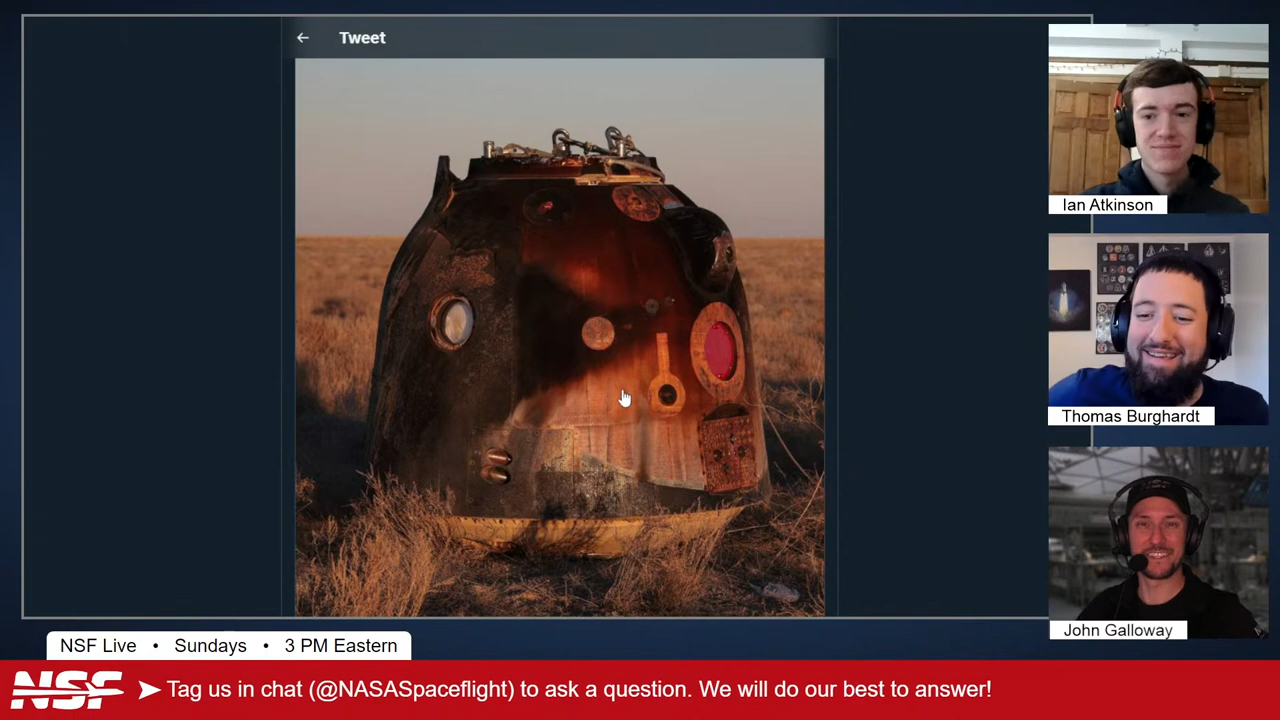 Tweet
Ian Atkinson
Thomas Burghardt
John Galloway
NSF Live • Sundays • 3 PM Eastern
NSF Tag us in chat (@NASASpaceflight) to ask a question. We will do our best to answer!